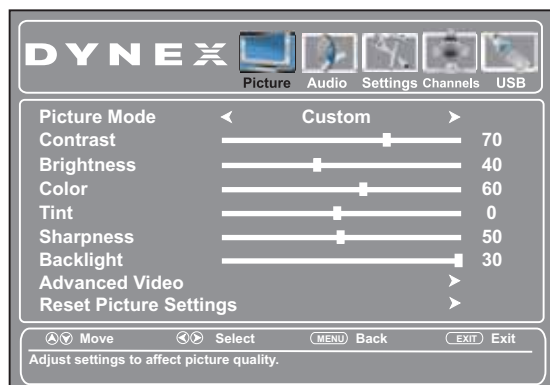 DYNEX
Picture Audio Settings Channels USB
Picture Mode Custom
Contrast 70
Brightness 40
Color 60
Tint 0
Sharpness 50
Backlight 30
Advanced Video
Reset Picture Settings
Move Select MENU Back EXIT Exit
Adjust settings to affect picture quality.